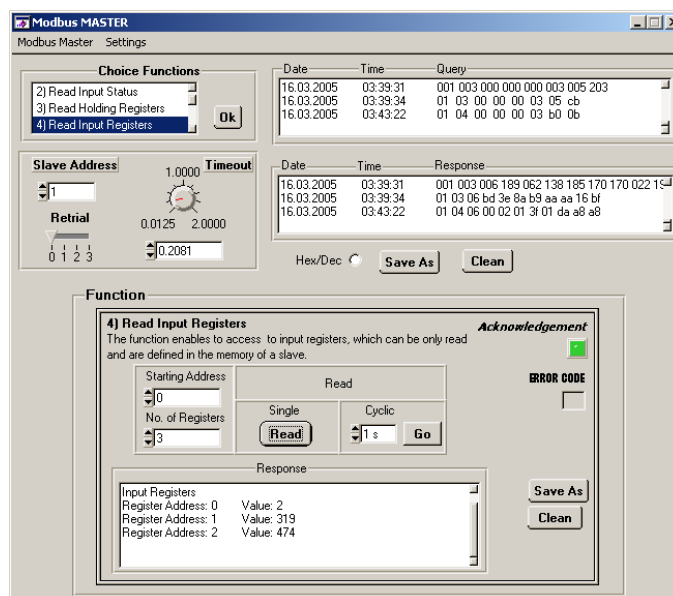 Modbus MASTER
Modbus Master Settings
Choice Functions
2) Read Input Status
3) Read Holding Registers
4) Read Input Registers
Ok
Date Time Query
16.03.2005 03:39:31 001 003 000 000 000 003 005 203
16.03.2005 03:39:34 01 03 00 00 00 03 05 cb
16.03.2005 03:43:22 01 04 00 00 00 03 b0 0b
Slave Address
1
Retrial
0 1 2 3
Timeout
1.0000
0.0125 2.0000
0.2081
Date Time Response
16.03.2005 03:39:31 001 003 006 189 062 138 185 170 170 022 19
16.03.2005 03:39:34 01 03 06 bd 3e 8a b9 aa aa 16 bf
16.03.2005 03:43:22 01 04 06 00 02 01 3f 01 da a8 a8
Hex/Dec Save As Clean
Function
4) Read Input Registers
The function enables to access to input registers, which can be only read
and are defined in the memory of a slave.
Acknowledgement
ERROR CODE
Starting Address
0
No. of Registers
3
Read
Single
Read
Cyclic
1 s Go
Response
Input Registers
Register Address: 0 Value: 2
Register Address: 1 Value: 319
Register Address: 2 Value: 474
Save As
Clean